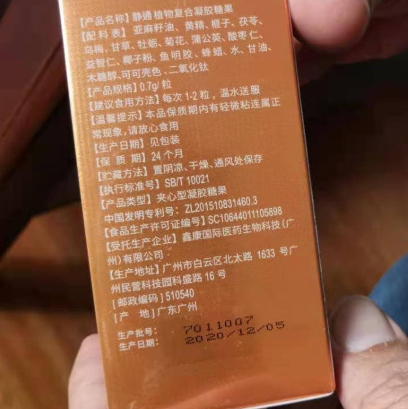 [产品名称] 静通 植物复合凝胶糖果
[配 料 表] 亚麻籽油、黄精、橙子、茯苓、
乌梅、甘草、牡蛎、菊花、蒲公英、酸枣仁、
益智仁、椰子粉、鱼明胶、蜂蜡、水、甘油、
木糖醇、可可壳色、二氧化钛
[产品规格] 0.7g/ 粒
[建议食用方法] 每次 1-2 粒，温水送服
[温馨提示] 本品保质期内有轻微粘连属正
常现象，请放心食用
[生产日期] 见包装
[保 质 期] 24 个月
[贮藏方法] 置阴凉、干燥、通风处保存
[执行标准号] SB/T 10021
[产品类型] 夹心型凝胶糖果
中国发明专利号：ZL201510831460.3
[食品生产许可证编号] SC10644011105898
[受托生产企业] 鑫康国际医药生物科技(广
州)有限公司
[生产地址] 广州市白云区北太路 1633 号广
州民营科技园科盛路 16 号
[邮政编码] 510540
[产 地] 广东广州
生产批号：7011007
生产日期：2020/12/05